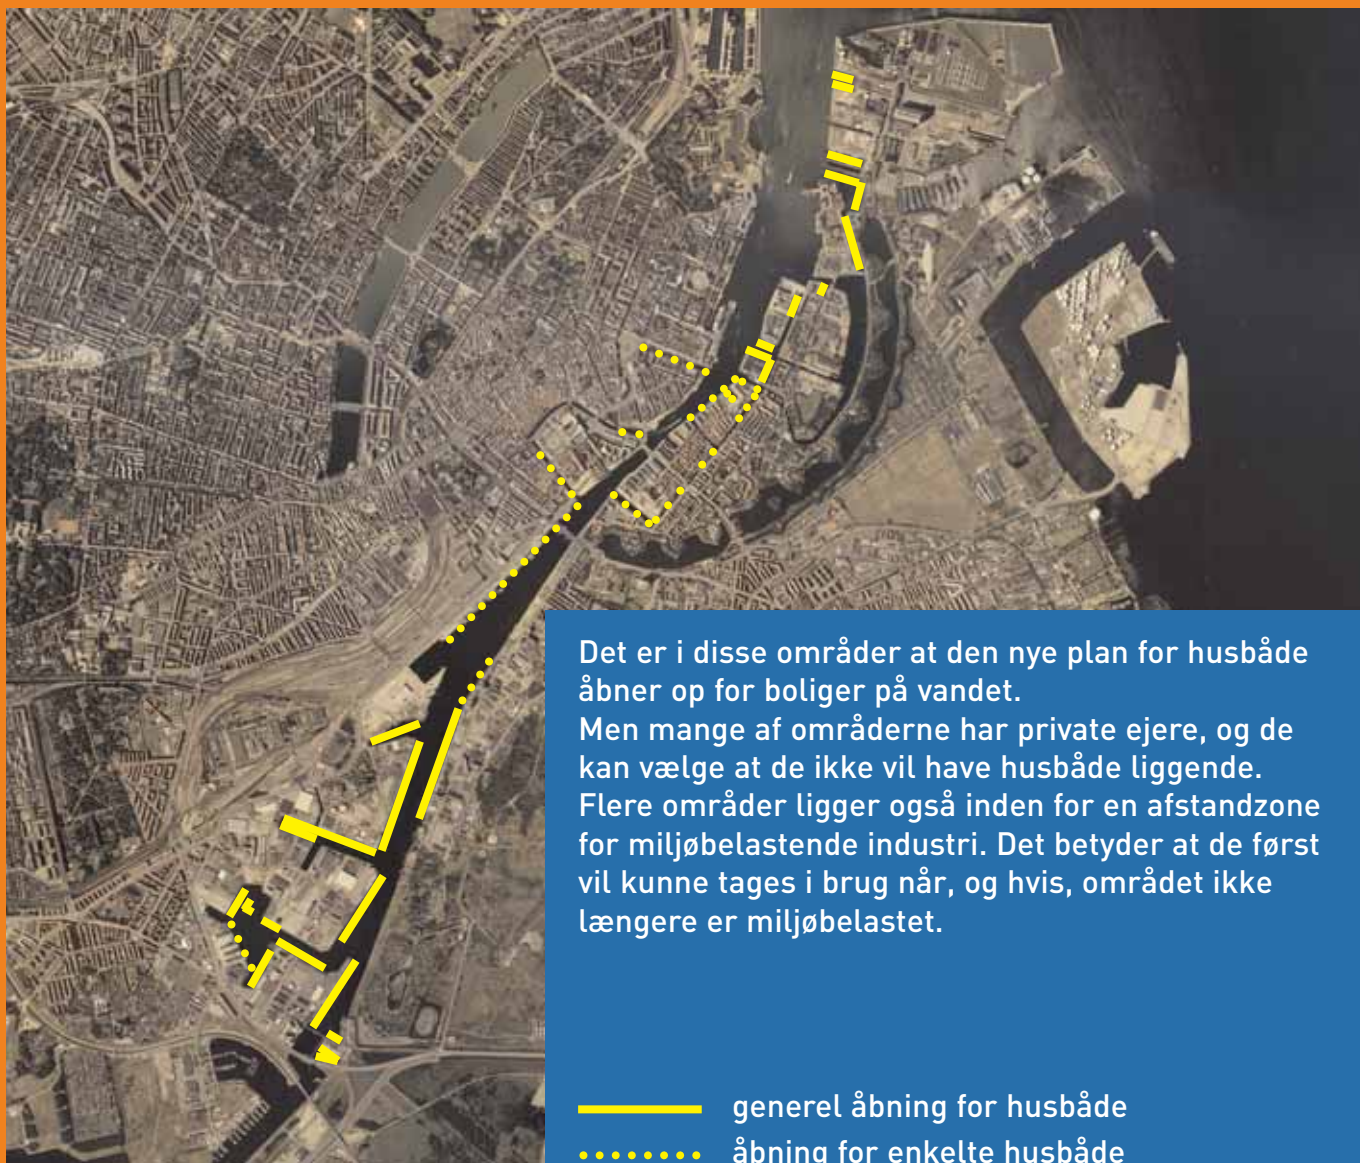 Det er i disse områder at den nye plan for husbåde
åbner op for boliger på vandet.
Men mange af områderne har private ejere, og de
kan vælge at de ikke vil have husbåde liggende.
Flere områder ligger også inden for en afstandzone
for miljøbelastende industri. Det betyder at de først
vil kunne tages i brug når, og hvis, området ikke
længere er miljøbelastet.
generel åbning for husbåde
åbning for enkelte husbåde